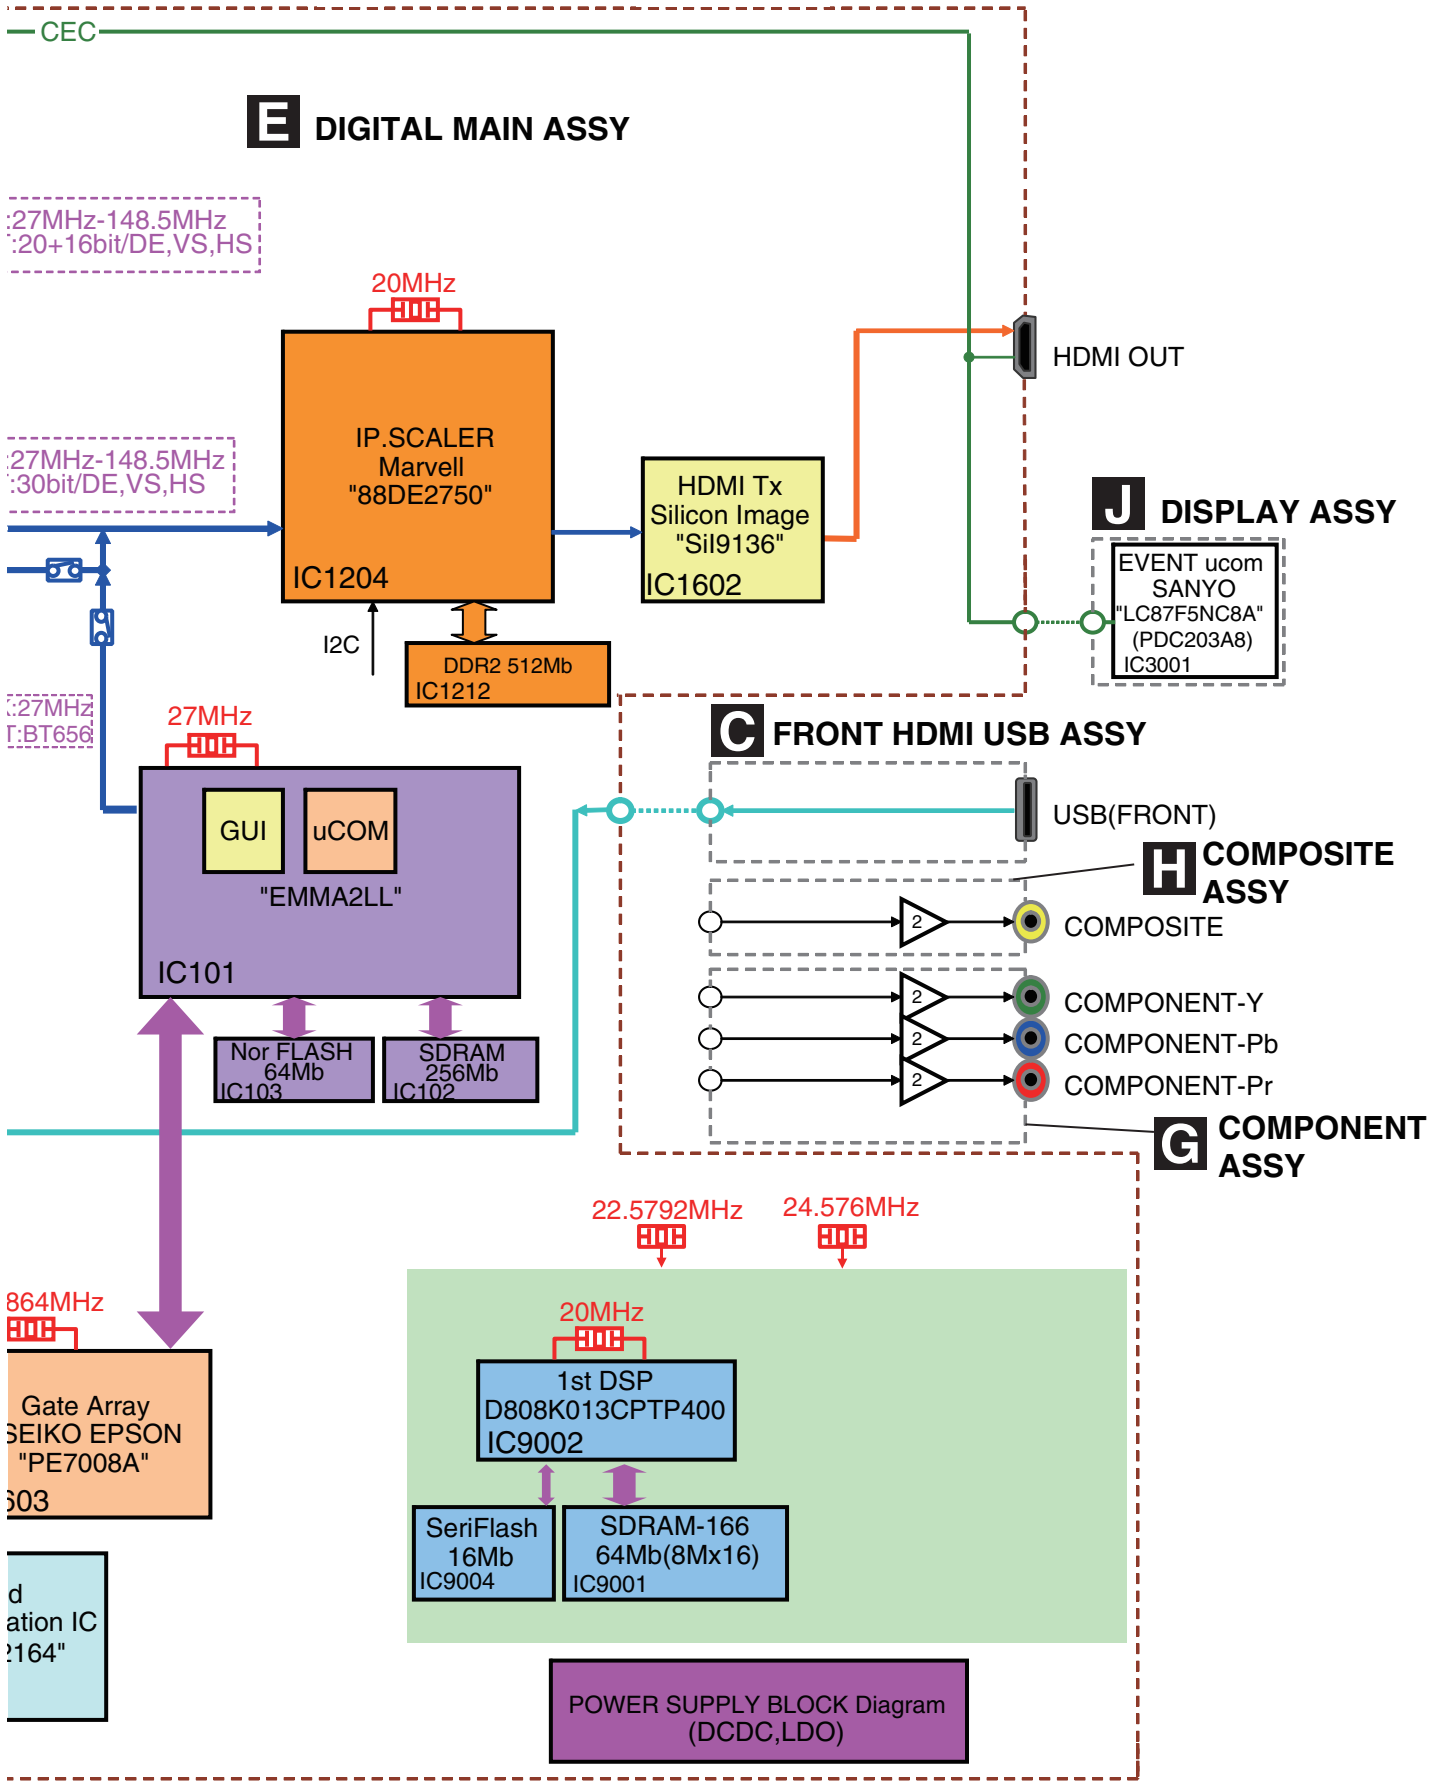 CEC
E DIGITAL MAIN ASSY
:27MHz-148.5MHz
:20+16bit/DE,VS,HS
20MHz
IP.SCALER
Marvell
"88DE2750"
IC1204
HDMI OUT
:27MHz-148.5MHz
:30bit/DE,VS,HS
HDMI Tx
Silicon Image
"SiI9136"
IC1602
J DISPLAY ASSY
EVENT ucom
SANYO
"LC87F5NC8A"
(PDC203A8)
IC3001
I2C
DDR2 512Mb
IC1212
:27MHz
T:BT656
27MHz
GUI
uCOM
"EMMA2LL"
IC101
C FRONT HDMI USB ASSY
USB(FRONT)
H COMPOSITE
ASSY
2
COMPOSITE
2
COMPONENT-Y
2
COMPONENT-Pb
2
COMPONENT-Pr
G COMPONENT
ASSY
Nor FLASH
64Mb
IC103
SDRAM
256Mb
IC102
22.5792MHz
24.576MHz
864MHz
Gate Array
SEIKO EPSON
"PE7008A"
603
20MHz
1st DSP
D808K013CPTP400
IC9002
SeriFlash
16Mb
IC9004
SDRAM-166
64Mb(8Mx16)
IC9001
d
ation IC
2164"
POWER SUPPLY BLOCK Diagram
(DCDC,LDO)